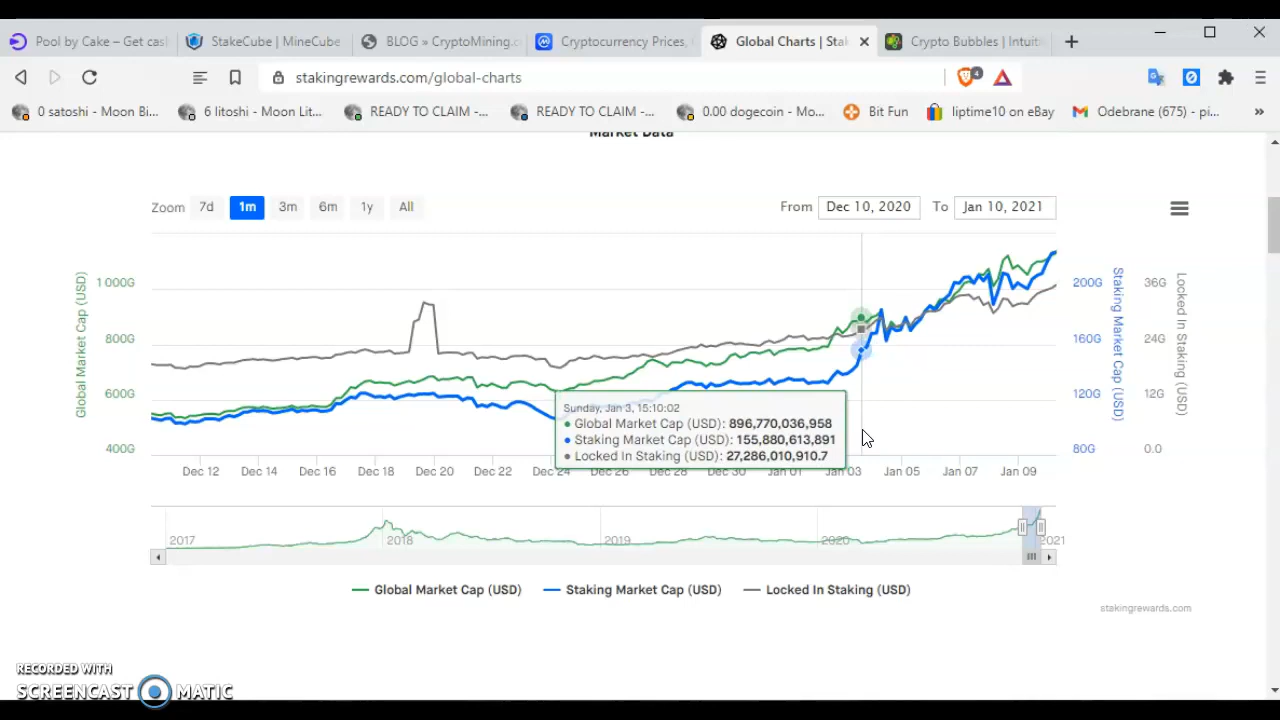 Pool by Cake – Get cas
StakeCube | MineCube
BLOG » CryptoMining.c
Cryptocurrency Prices,
Global Charts | Stak
Crypto Bubbles | Intuiti
stakingrewards.com/global-charts
4
0 satoshi - Moon Bi...
6 litoshi - Moon Lit...
READY TO CLAIM -...
READY TO CLAIM -...
0.00 dogecoin - Mo...
Bit Fun
liptime10 on eBay
Odebrane (675) - pi...
»
Market Data
Zoom 7d 1m 3m 6m 1y All
From Dec 10, 2020 To Jan 10, 2021
Global Market Cap (USD)
1 000G
800G
600G
400G
200G
160G
120G
80G
Staking Market Cap (USD)
36G
24G
12G
0.0
Locked In Staking (USD)
Sunday, Jan 3, 15:10:02
● Global Market Cap (USD): 896,770,036,958
● Staking Market Cap (USD): 155,880,613,891
● Locked In Staking (USD): 27,286,010,910.7
Dec 12 Dec 14 Dec 16 Dec 18 Dec 20 Dec 22 Dec 24 Dec 26 Dec 28 Dec 30 Jan 01 Jan 03 Jan 05 Jan 07 Jan 09
2017 2018 2019 2020 2021
Global Market Cap (USD) Staking Market Cap (USD) Locked In Staking (USD)
stakingrewards.com
RECORDED WITH
SCREENCAST MATIC